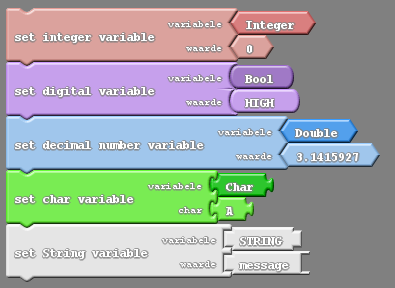 variabele Integer
set integer variable
waarde 0
variabele Bool
set digital variable
waarde HIGH
variabele Double
set decimal number variable
waarde 3.1415927
variabele Char
set char variable
char A
variabele STRING
set String variable
waarde message